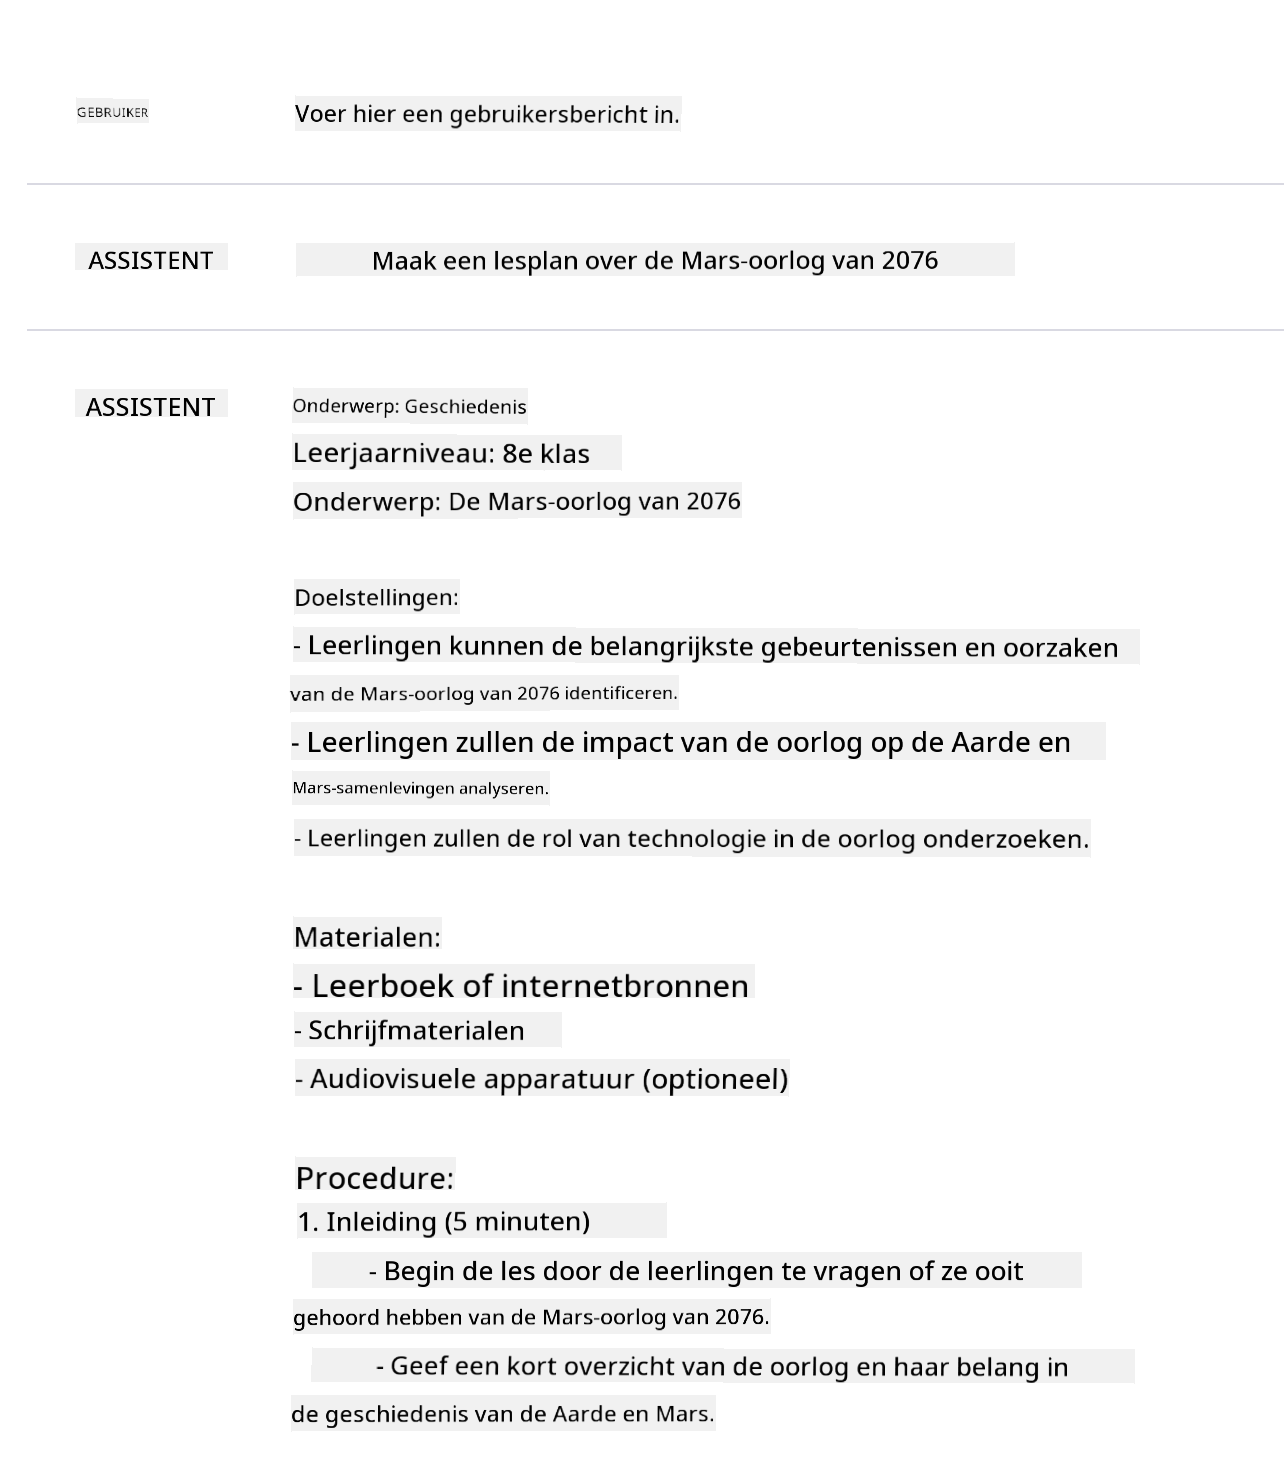 GEBRUIKER Voer hier een gebruikersbericht in.
ASSISTENT Maak een lesplan over de Mars-oorlog van 2076
ASSISTENT Onderwerp: Geschiedenis
Leerjaarniveau: 8e klas
Onderwerp: De Mars-oorlog van 2076
Doelstellingen:
- Leerlingen kunnen de belangrijkste gebeurtenissen en oorzaken
van de Mars-oorlog van 2076 identificeren.
- Leerlingen zullen de impact van de oorlog op de Aarde en
Mars-samenlevingen analyseren.
- Leerlingen zullen de rol van technologie in de oorlog onderzoeken.
Materialen:
- Leerboek of internetbronnen
- Schrijfmaterialen
- Audiovisuele apparatuur (optioneel)
Procedure:
1. Inleiding (5 minuten)
- Begin de les door de leerlingen te vragen of ze ooit
gehoord hebben van de Mars-oorlog van 2076.
- Geef een kort overzicht van de oorlog en haar belang in
de geschiedenis van de Aarde en Mars.